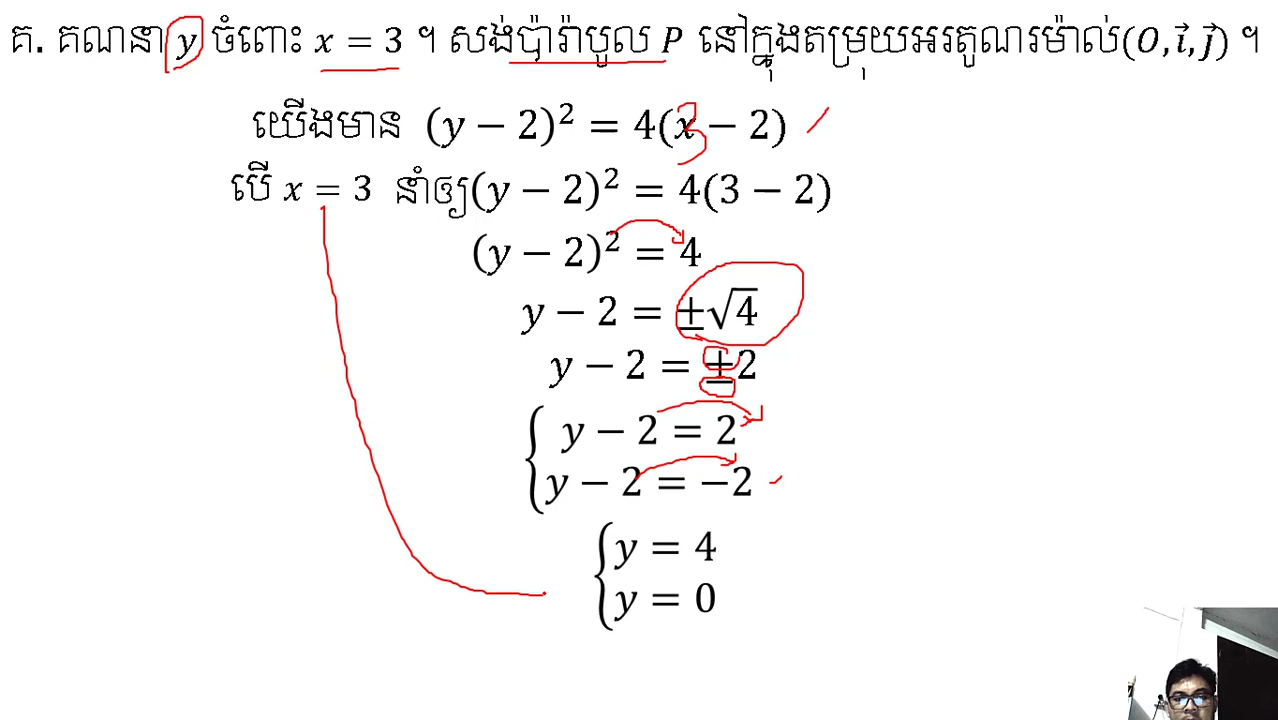 គ. គណនា y ចំពោះ x = 3 ។ សង់ប៉ារ៉ាបូល P នៅក្នុងតម្រុយអរតូណរម៉ាល់(O, i⃗, j⃗) ។
យើងមាន (y − 2)² = 4(x − 2)
3
បើ x = 3 នាំឲ្យ(y − 2)² = 4(3 − 2)
(y − 2)² = 4
y − 2 = ±√4
y − 2 = ±2
y − 2 = 2
y − 2 = −2
y = 4
y = 0